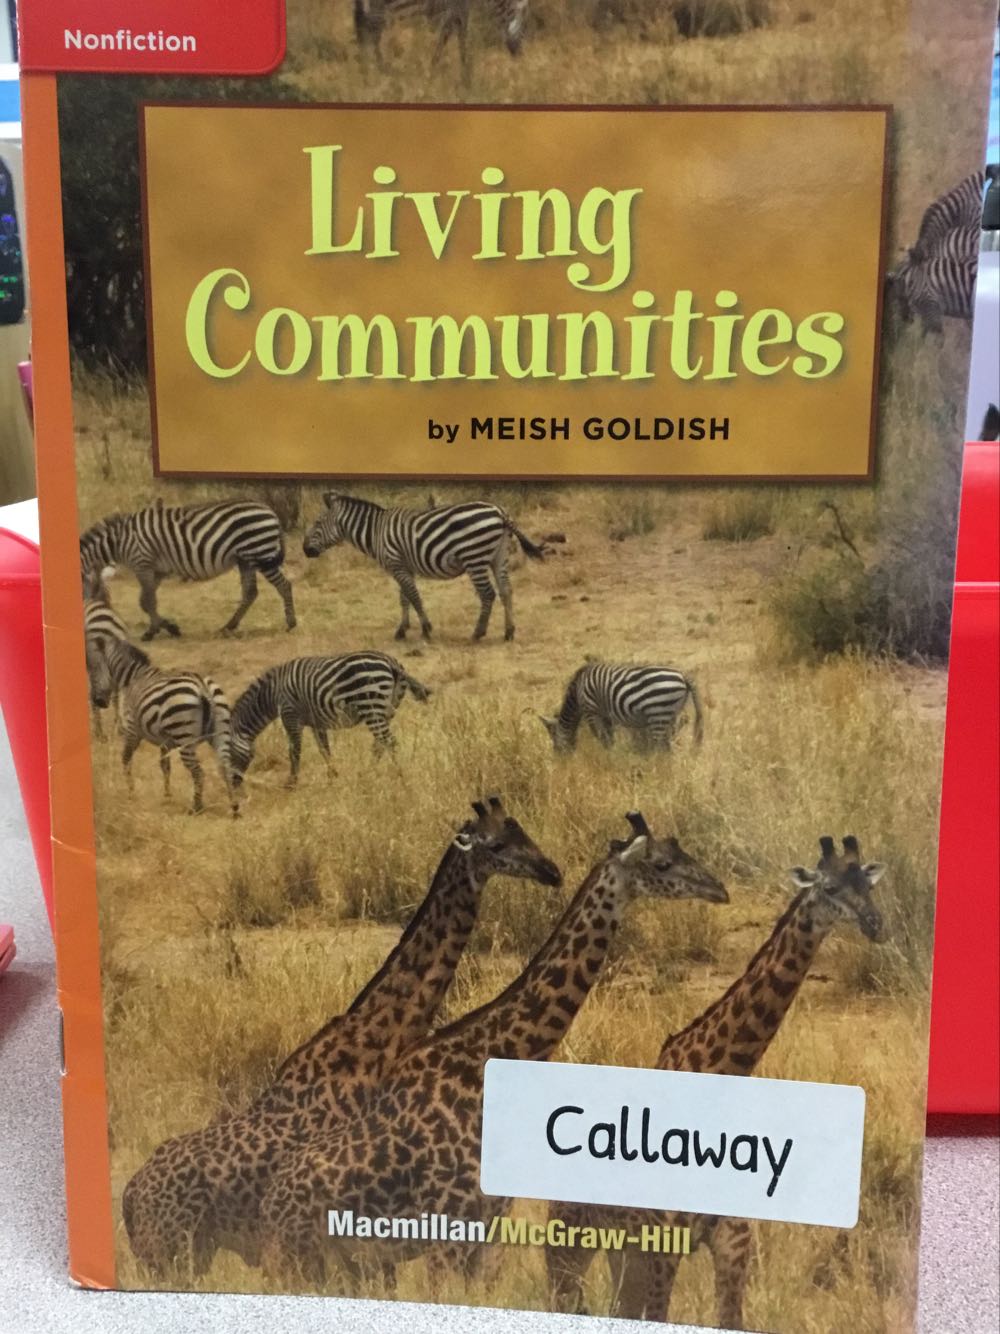 Nonfiction
Living
Communities
by MEISH GOLDISH
Callaway
Macmillan/McGraw-Hill